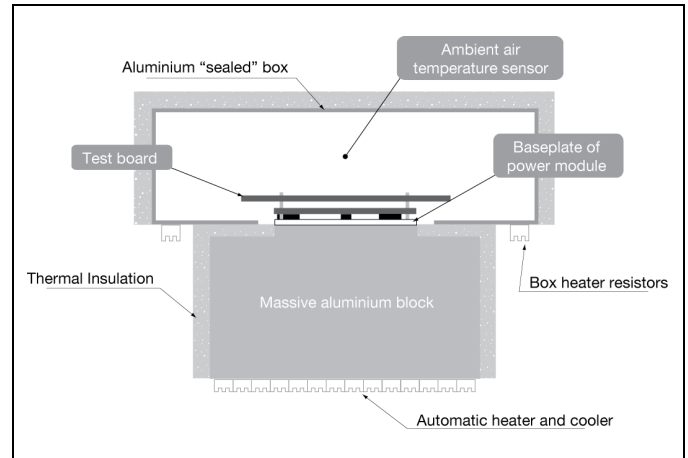 Ambient air
temperature sensor
Aluminium “sealed” box
Test board
Baseplate of
power module
Thermal Insulation
Box heater resistors
Massive aluminium block
Automatic heater and cooler